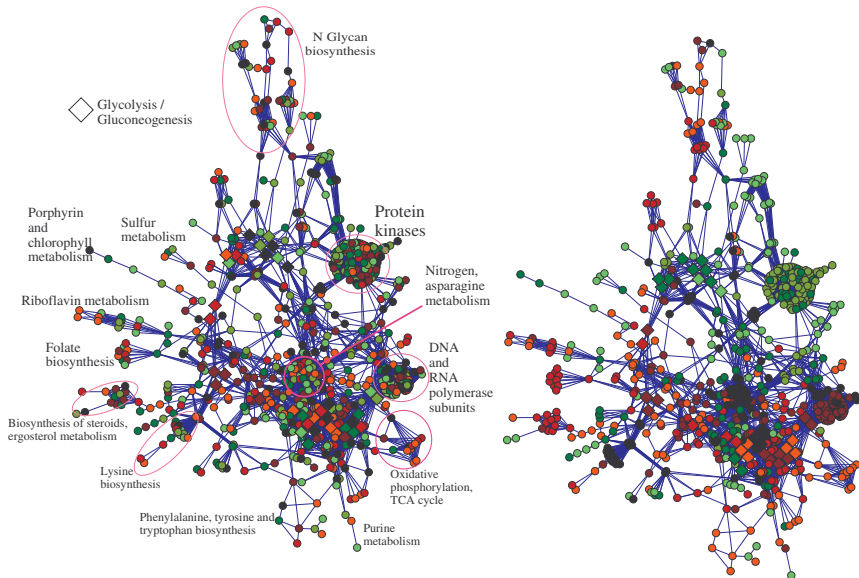 N Glycan
biosynthesis
Glycolysis /
Gluconeogenesis
Porphyrin
and
chlorophyll
metabolism
Sulfur
metabolism
Protein
kinases
Nitrogen,
asparagine
metabolism
Riboflavin metabolism
Folate
biosynthesis
DNA
and
RNA
polymerase
subunits
Biosynthesis of steroids,
ergosterol metabolism
Lysine
biosynthesis
Oxidative
phosphorylation,
TCA cycle
Phenylalanine, tyrosine and
tryptophan biosynthesis
Purine
metabolism